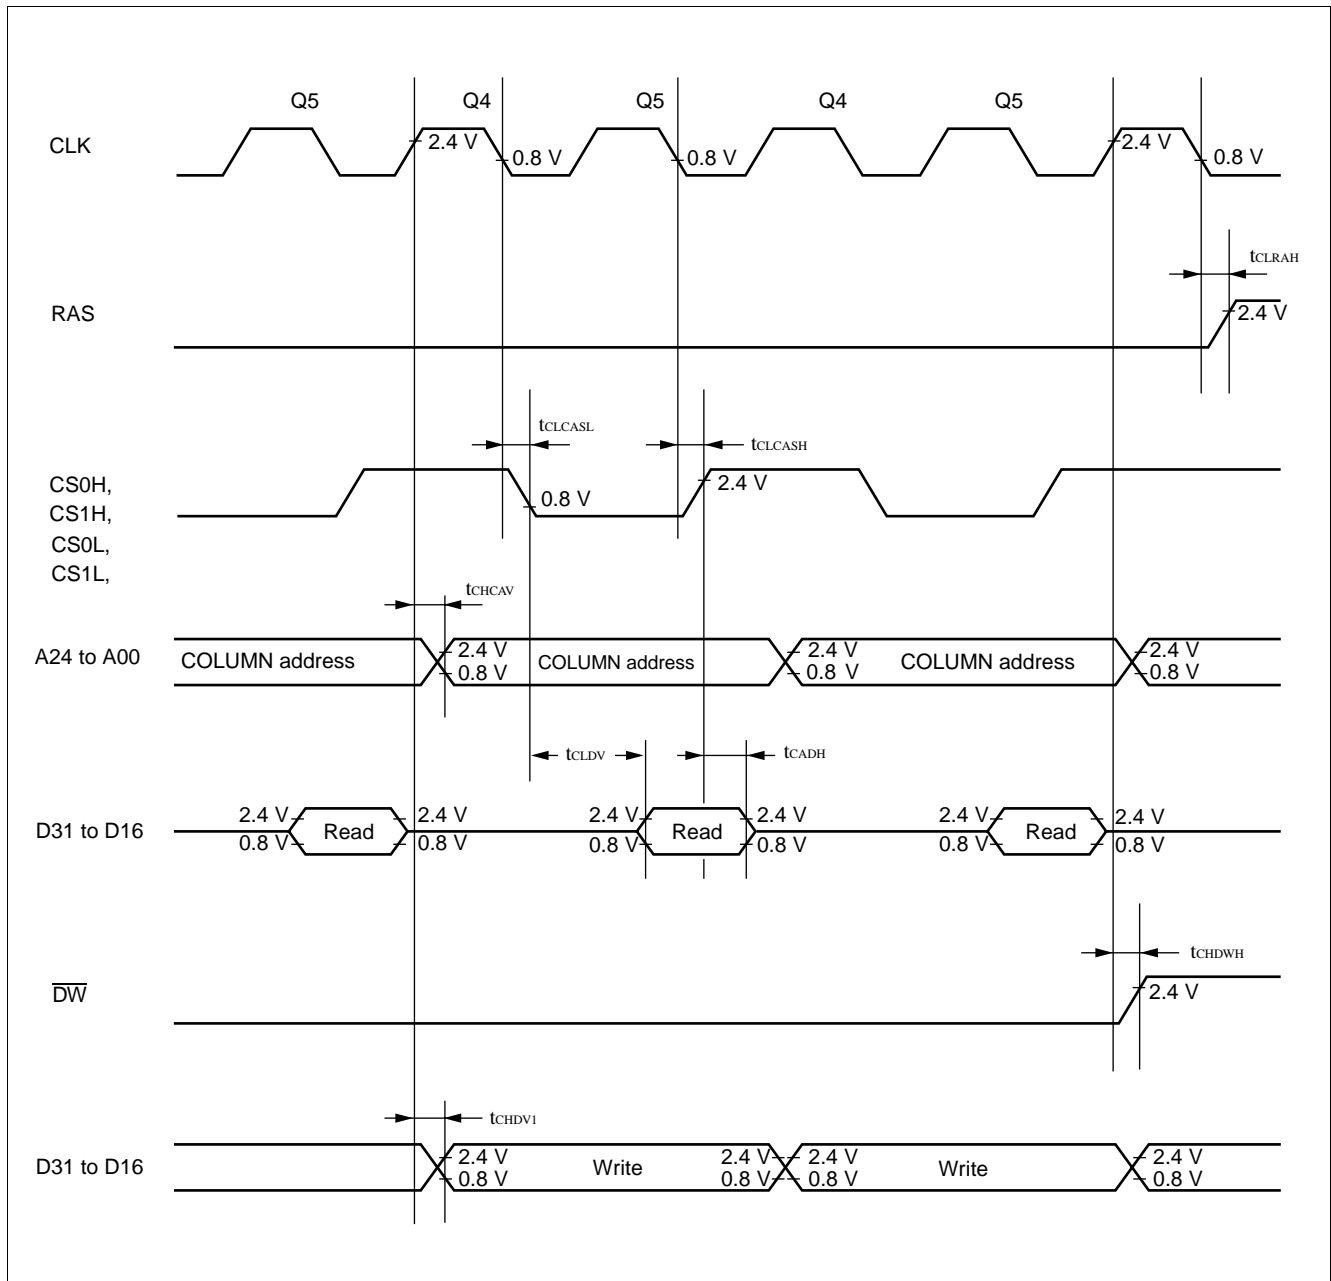 Q5 Q4 Q5 Q4 Q5
CLK 2.4 V 0.8 V 0.8 V 2.4 V 0.8 V
tCLRAH
RAS 2.4 V
tCLCASL tCLCASH
CS0H, 2.4 V
0.8 V
CS1H,
CS0L,
CS1L,
tCHCAV
A24 to A00 COLUMN address 2.4 V COLUMN address 2.4 V COLUMN address 2.4 V
0.8 V 0.8 V 0.8 V
tCLDV tCADH
2.4 V 2.4 V 2.4 V 2.4 V 2.4 V 2.4 V
D31 to D16 Read Read Read
0.8 V 0.8 V 0.8 V 0.8 V 0.8 V 0.8 V
tCHDWH
DW 2.4 V
tCHDV1
2.4 V 2.4 V 2.4 V 2.4 V
D31 to D16 Write Write
0.8 V 0.8 V 0.8 V 0.8 V